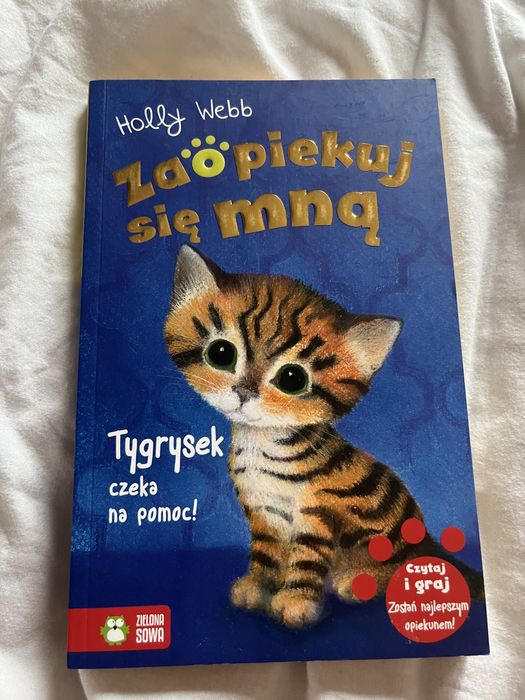 Holly Webb
Zaopiekuj
się mną
Tygrysek
czeka
na pomoc!
Czytaj
i graj
Zostań najlepszym
opiekunem!
ZIELONA
SOWA